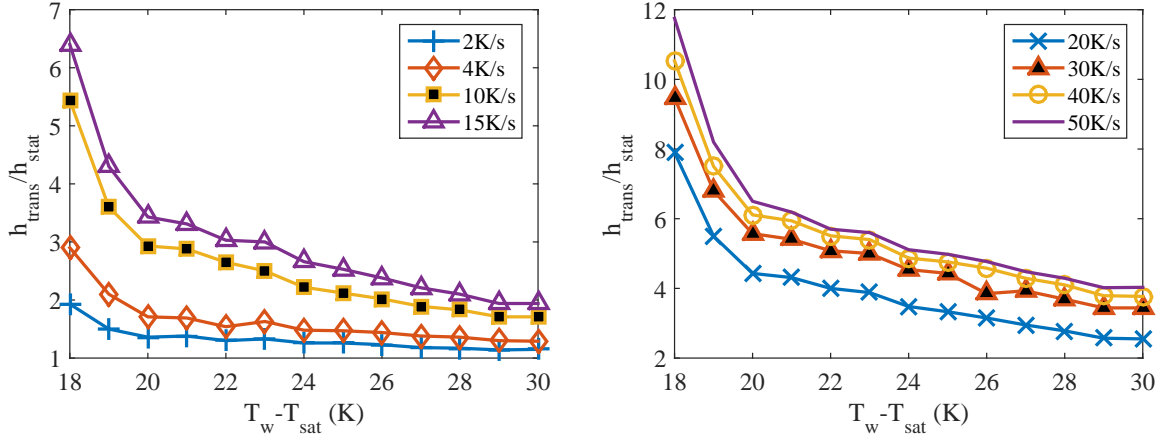 7
6
5
4
3
2
1
h_trans/h_stat
18 20 22 24 26 28 30
T_w-T_sat (K)
2K/s
4K/s
10K/s
15K/s
12
10
8
6
4
2
h_trans/h_stat
18 20 22 24 26 28 30
T_w-T_sat (K)
20K/s
30K/s
40K/s
50K/s